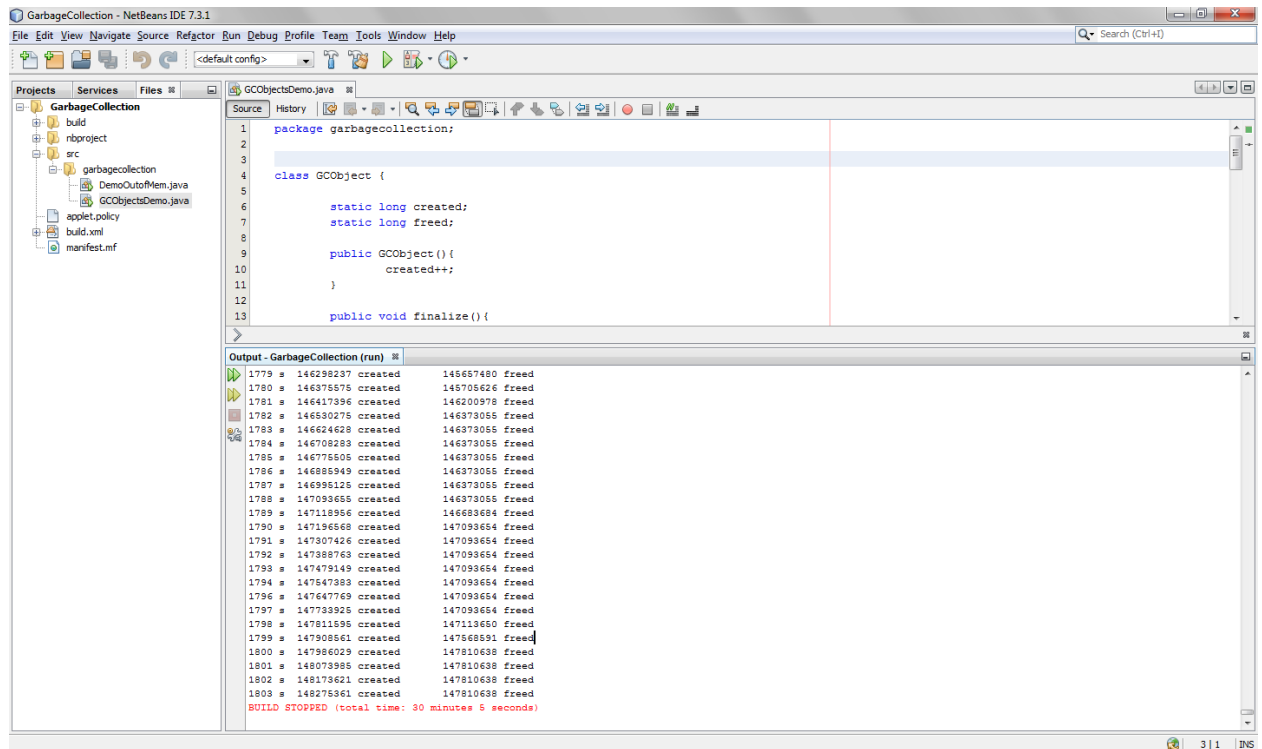 GarbageCollection - NetBeans IDE 7.3.1
File Edit View Navigate Source Refactor Run Debug Profile Team Tools Window Help
Search (Ctrl+I)
<default config>
Projects Services Files
GarbageCollection
build
nbproject
src
garbagecollection
DemoOutofMem.java
GCObjectsDemo.java
applet.policy
build.xml
manifest.mf
GCObjectsDemo.java
Source History
1 package garbagecollection;
2
3
4 class GCObject {
5
6 static long created;
7 static long freed;
8
9 public GCObject(){
10 created++;
11 }
12
13 public void finalize(){
Output - GarbageCollection (run)
1779 s 146298237 created 145657480 freed
1780 s 146375575 created 145705626 freed
1781 s 146417396 created 146200978 freed
1782 s 146530275 created 146373055 freed
1783 s 146624628 created 146373055 freed
1784 s 146708283 created 146373055 freed
1785 s 146775505 created 146373055 freed
1786 s 146885949 created 146373055 freed
1787 s 146995125 created 146373055 freed
1788 s 147093655 created 146373055 freed
1789 s 147118956 created 146683684 freed
1790 s 147196568 created 147093654 freed
1791 s 147307426 created 147093654 freed
1792 s 147388763 created 147093654 freed
1793 s 147479149 created 147093654 freed
1794 s 147547383 created 147093654 freed
1796 s 147647769 created 147093654 freed
1797 s 147733925 created 147093654 freed
1798 s 147811595 created 147113650 freed
1799 s 147908561 created 147568591 freed
1800 s 147986029 created 147810638 freed
1801 s 148073985 created 147810638 freed
1802 s 148173621 created 147810638 freed
1803 s 148275361 created 147810638 freed
BUILD STOPPED (total time: 30 minutes 5 seconds)
3|1 INS